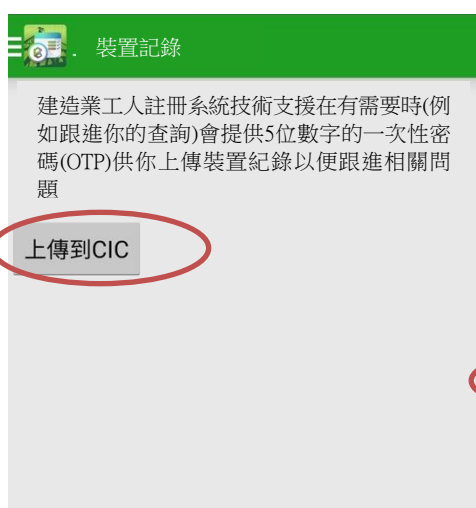 裝置記錄
建造業工人註冊系統技術支援在有需要時(例
如跟進你的查詢)會提供5位數字的一次性密
碼(OTP)供你上傳裝置紀錄以便跟進相關問
題
上傳到CIC